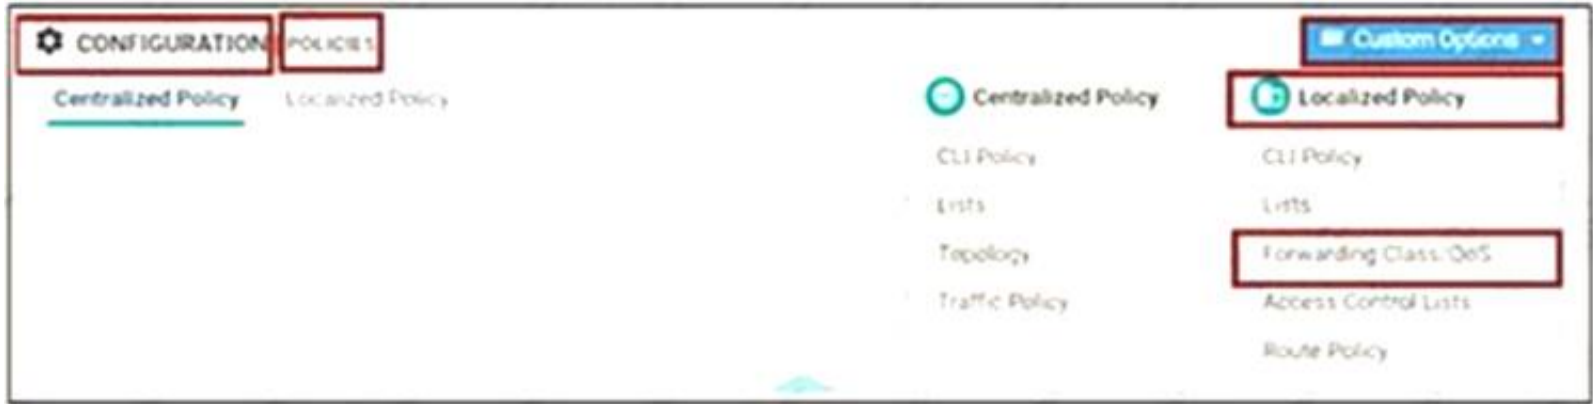 CONFIGURATION POLICIES
Custom Options
Centralized Policy Localized Policy
Centralized Policy
CLI Policy
Lists
Topology
Traffic Policy
Localized Policy
CLI Policy
Lists
Forwarding Class/QoS
Access Control Lists
Route Policy